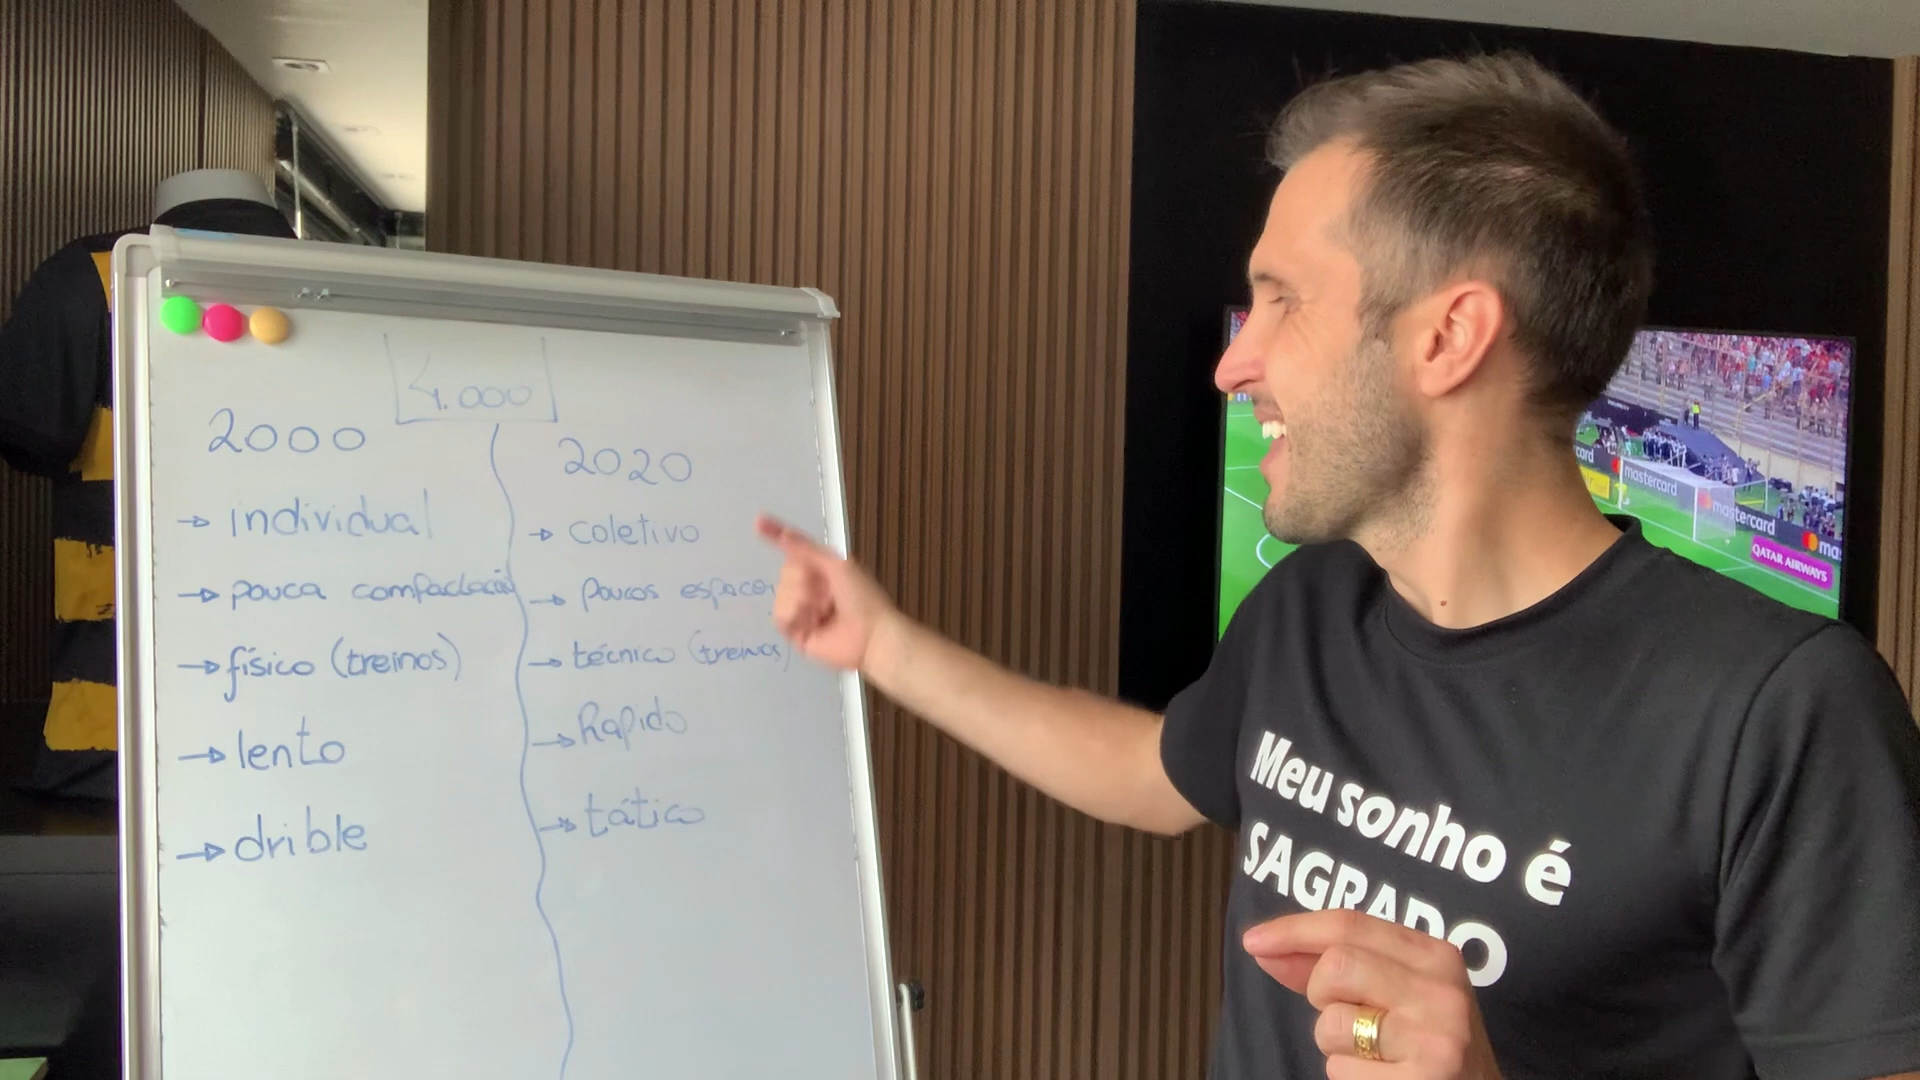 4.000
2000
→ individual
→ pouca compactação
→ físico (treinos)
→ lento
→ drible
2020
→ coletivo
→ poucos espaços
→ técnico (treinos)
→ Rapido
→ tático
Meu sonho é
SAGRADO
mastercard
mastercard
QATAR AIRWAYS